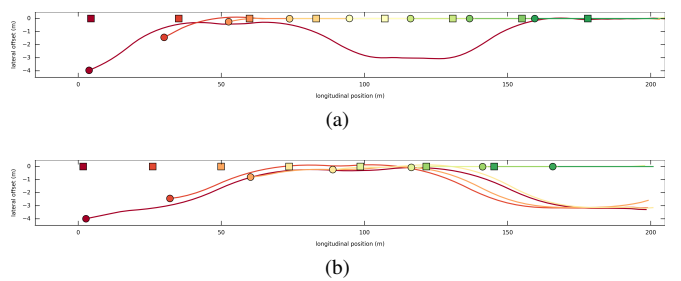 0
−1
−2
−3
−4
lateral offset (m)
0 50 100 150 200
longitudinal position (m)
(a)
0
−1
−2
−3
−4
lateral offset (m)
0 50 100 150 200
longitudinal position (m)
(b)